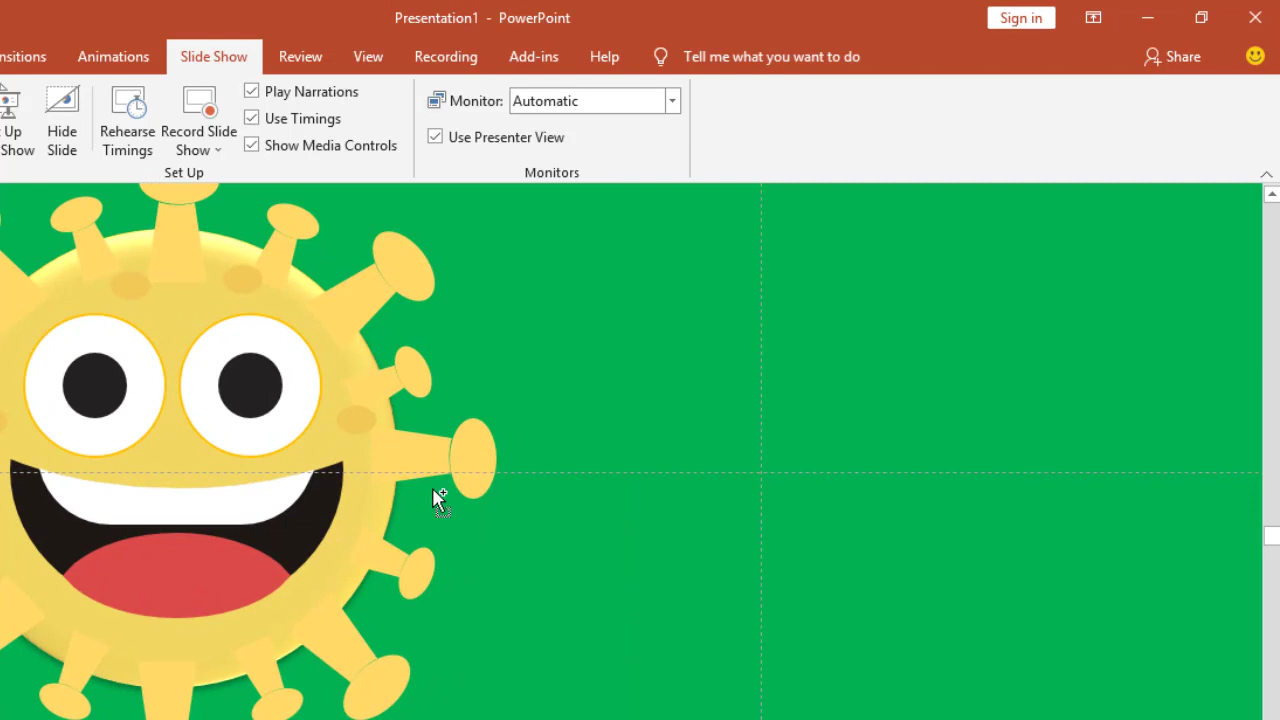 Presentation1 - PowerPoint
Sign in
nsitions Animations Slide Show Review View Recording Add-ins Help Tell me what you want to do Share
Up
Show
Hide
Slide
Rehearse
Timings
Record Slide
Show
Play Narrations
Use Timings
Show Media Controls
Set Up
Monitor: Automatic
Use Presenter View
Monitors